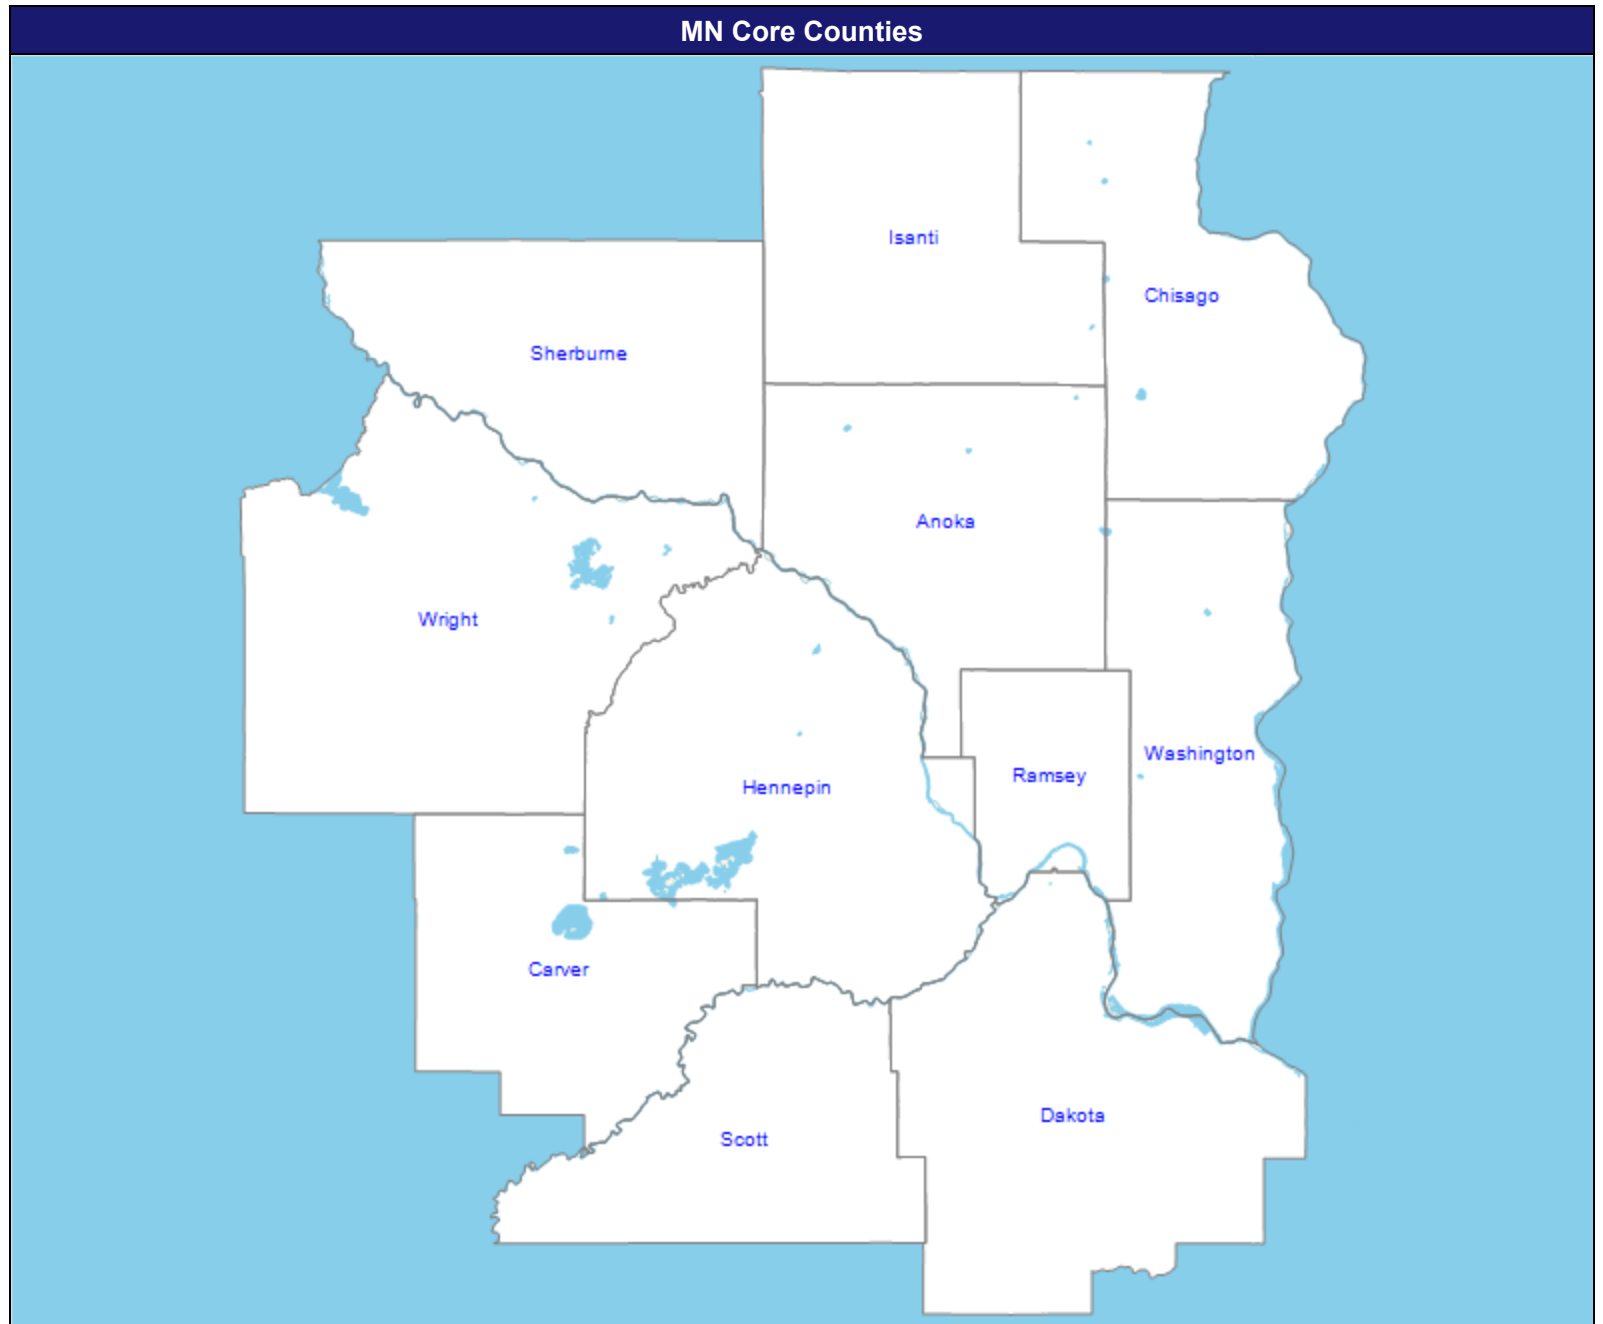 MN Core Counties
Isanti
Chisago
Sherburne
Anoka
Wright
Washington
Ramsey
Hennepin
Carver
Dakota
Scott